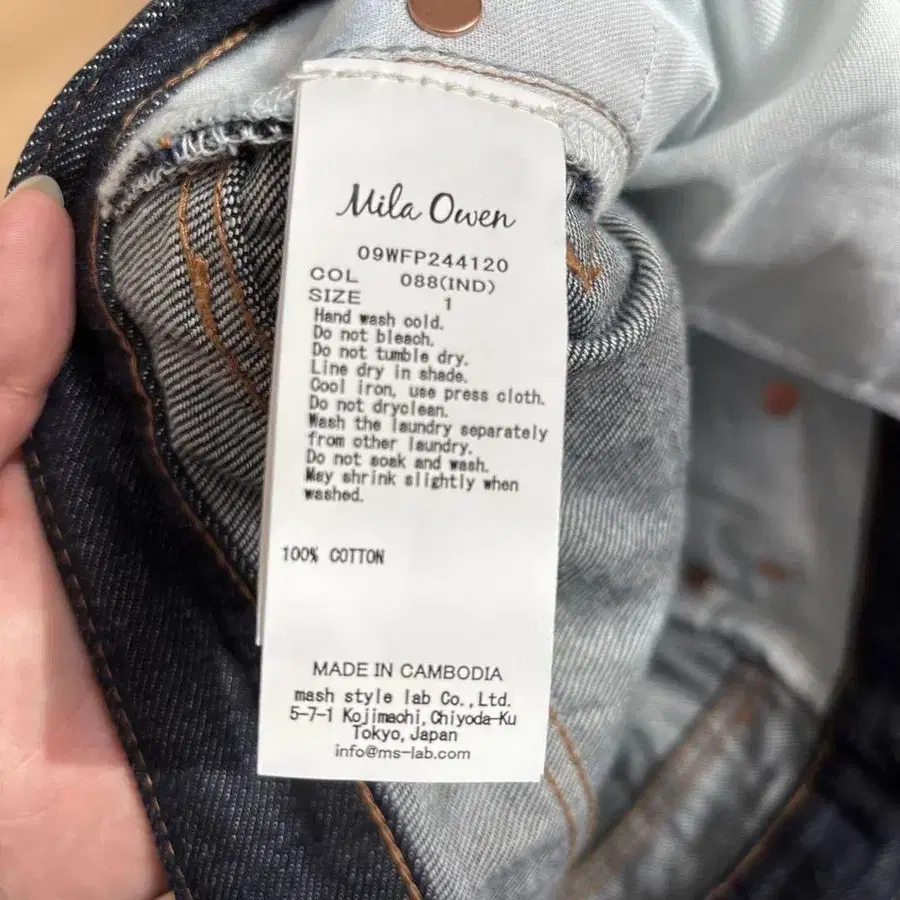 Mila Owen
09WFP244120
COL 088(IND)
SIZE 1
Hand wash cold.
Do not bleach.
Do not tumble dry.
Line dry in shade.
Cool iron, use press cloth.
Do not dryclean.
Wash the laundry separately
from other laundry.
Do not soak and wash.
May shrink slightly when
washed.
100% COTTON
MADE IN CAMBODIA
mash style lab Co.,Ltd.
5-7-1 Kojimachi,Chiyoda-Ku
Tokyo,Japan
info@ms-lab.com